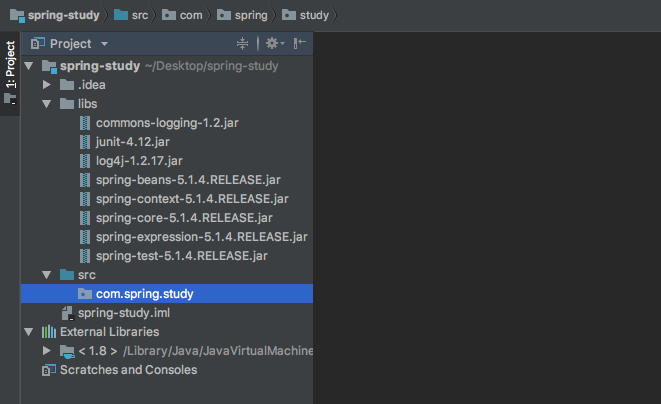 spring-study src com spring study
1: Project
Project
spring-study ~/Desktop/spring-study
.idea
libs
commons-logging-1.2.jar
junit-4.12.jar
log4j-1.2.17.jar
spring-beans-5.1.4.RELEASE.jar
spring-context-5.1.4.RELEASE.jar
spring-core-5.1.4.RELEASE.jar
spring-expression-5.1.4.RELEASE.jar
spring-test-5.1.4.RELEASE.jar
src
com.spring.study
spring-study.iml
External Libraries
< 1.8 > /Library/Java/JavaVirtualMachine
Scratches and Consoles